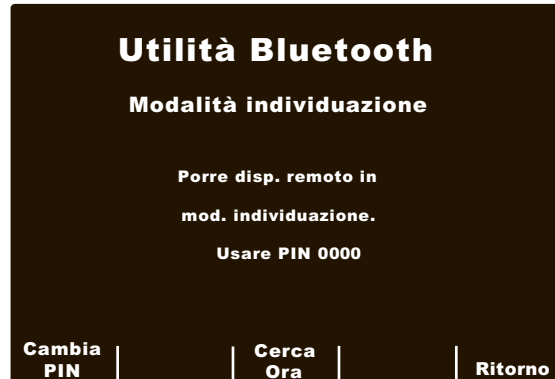 Utilità Bluetooth
Modalità individuazione
Porre disp. remoto in
mod. individuazione.
Usare PIN 0000
Cambia
PIN
Cerca
Ora
Ritorno